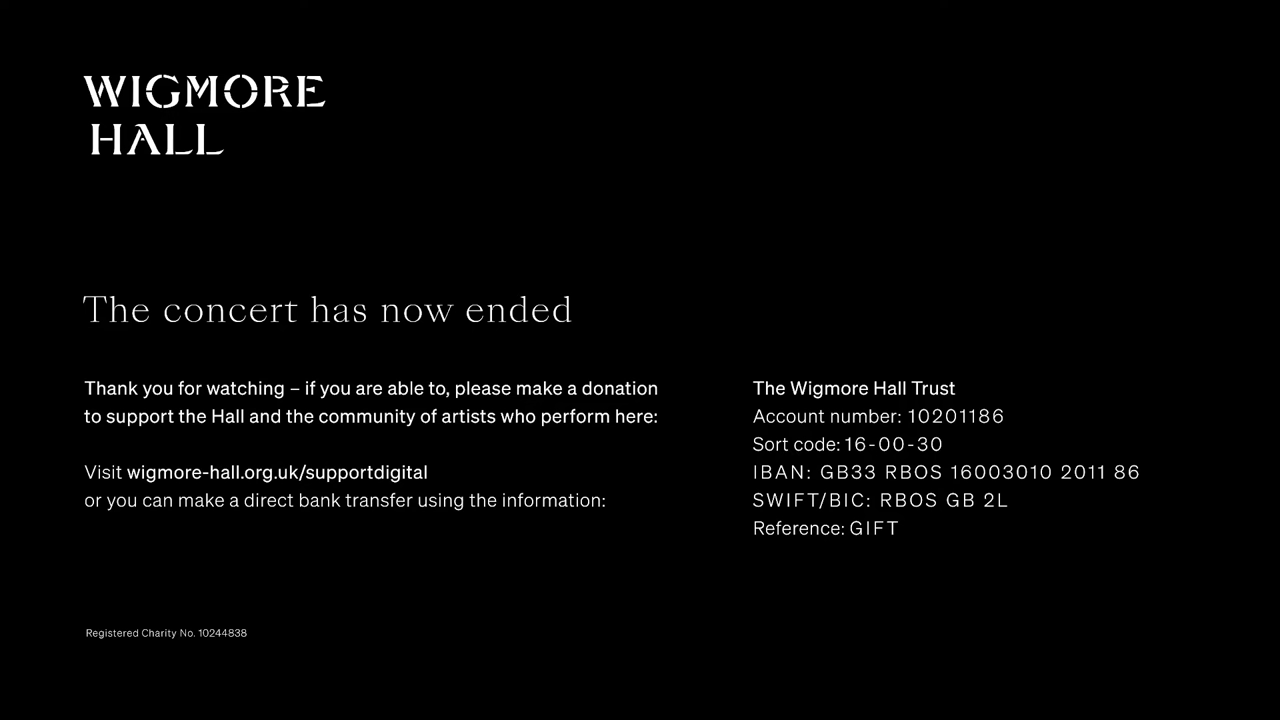 WIGMORE
HALL
The concert has now ended
Thank you for watching – if you are able to, please make a donation
to support the Hall and the community of artists who perform here:
Visit wigmore-hall.org.uk/supportdigital
or you can make a direct bank transfer using the information:
The Wigmore Hall Trust
Account number: 10201186
Sort code: 16-00-30
IBAN: GB33 RBOS 16003010 2011 86
SWIFT/BIC: RBOS GB 2L
Reference: GIFT
Registered Charity No. 10244838